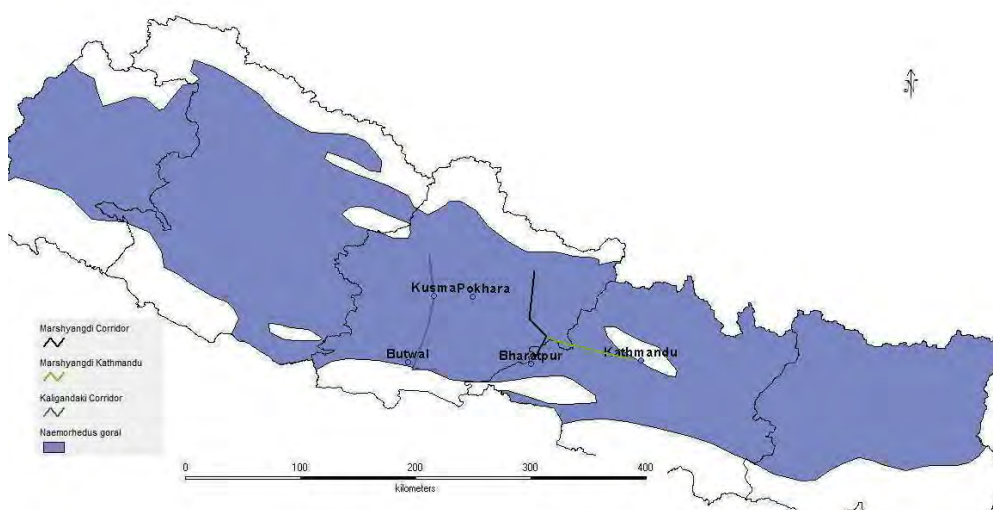 Kusma Pokhara
Butwal
Bharatpur
Kathmandu
Marshyangdi Corridor
Marshyangdi Kathmandu
Kaligandaki Corridor
Naemorhedus goral
0 100 200 300 400
kilometers